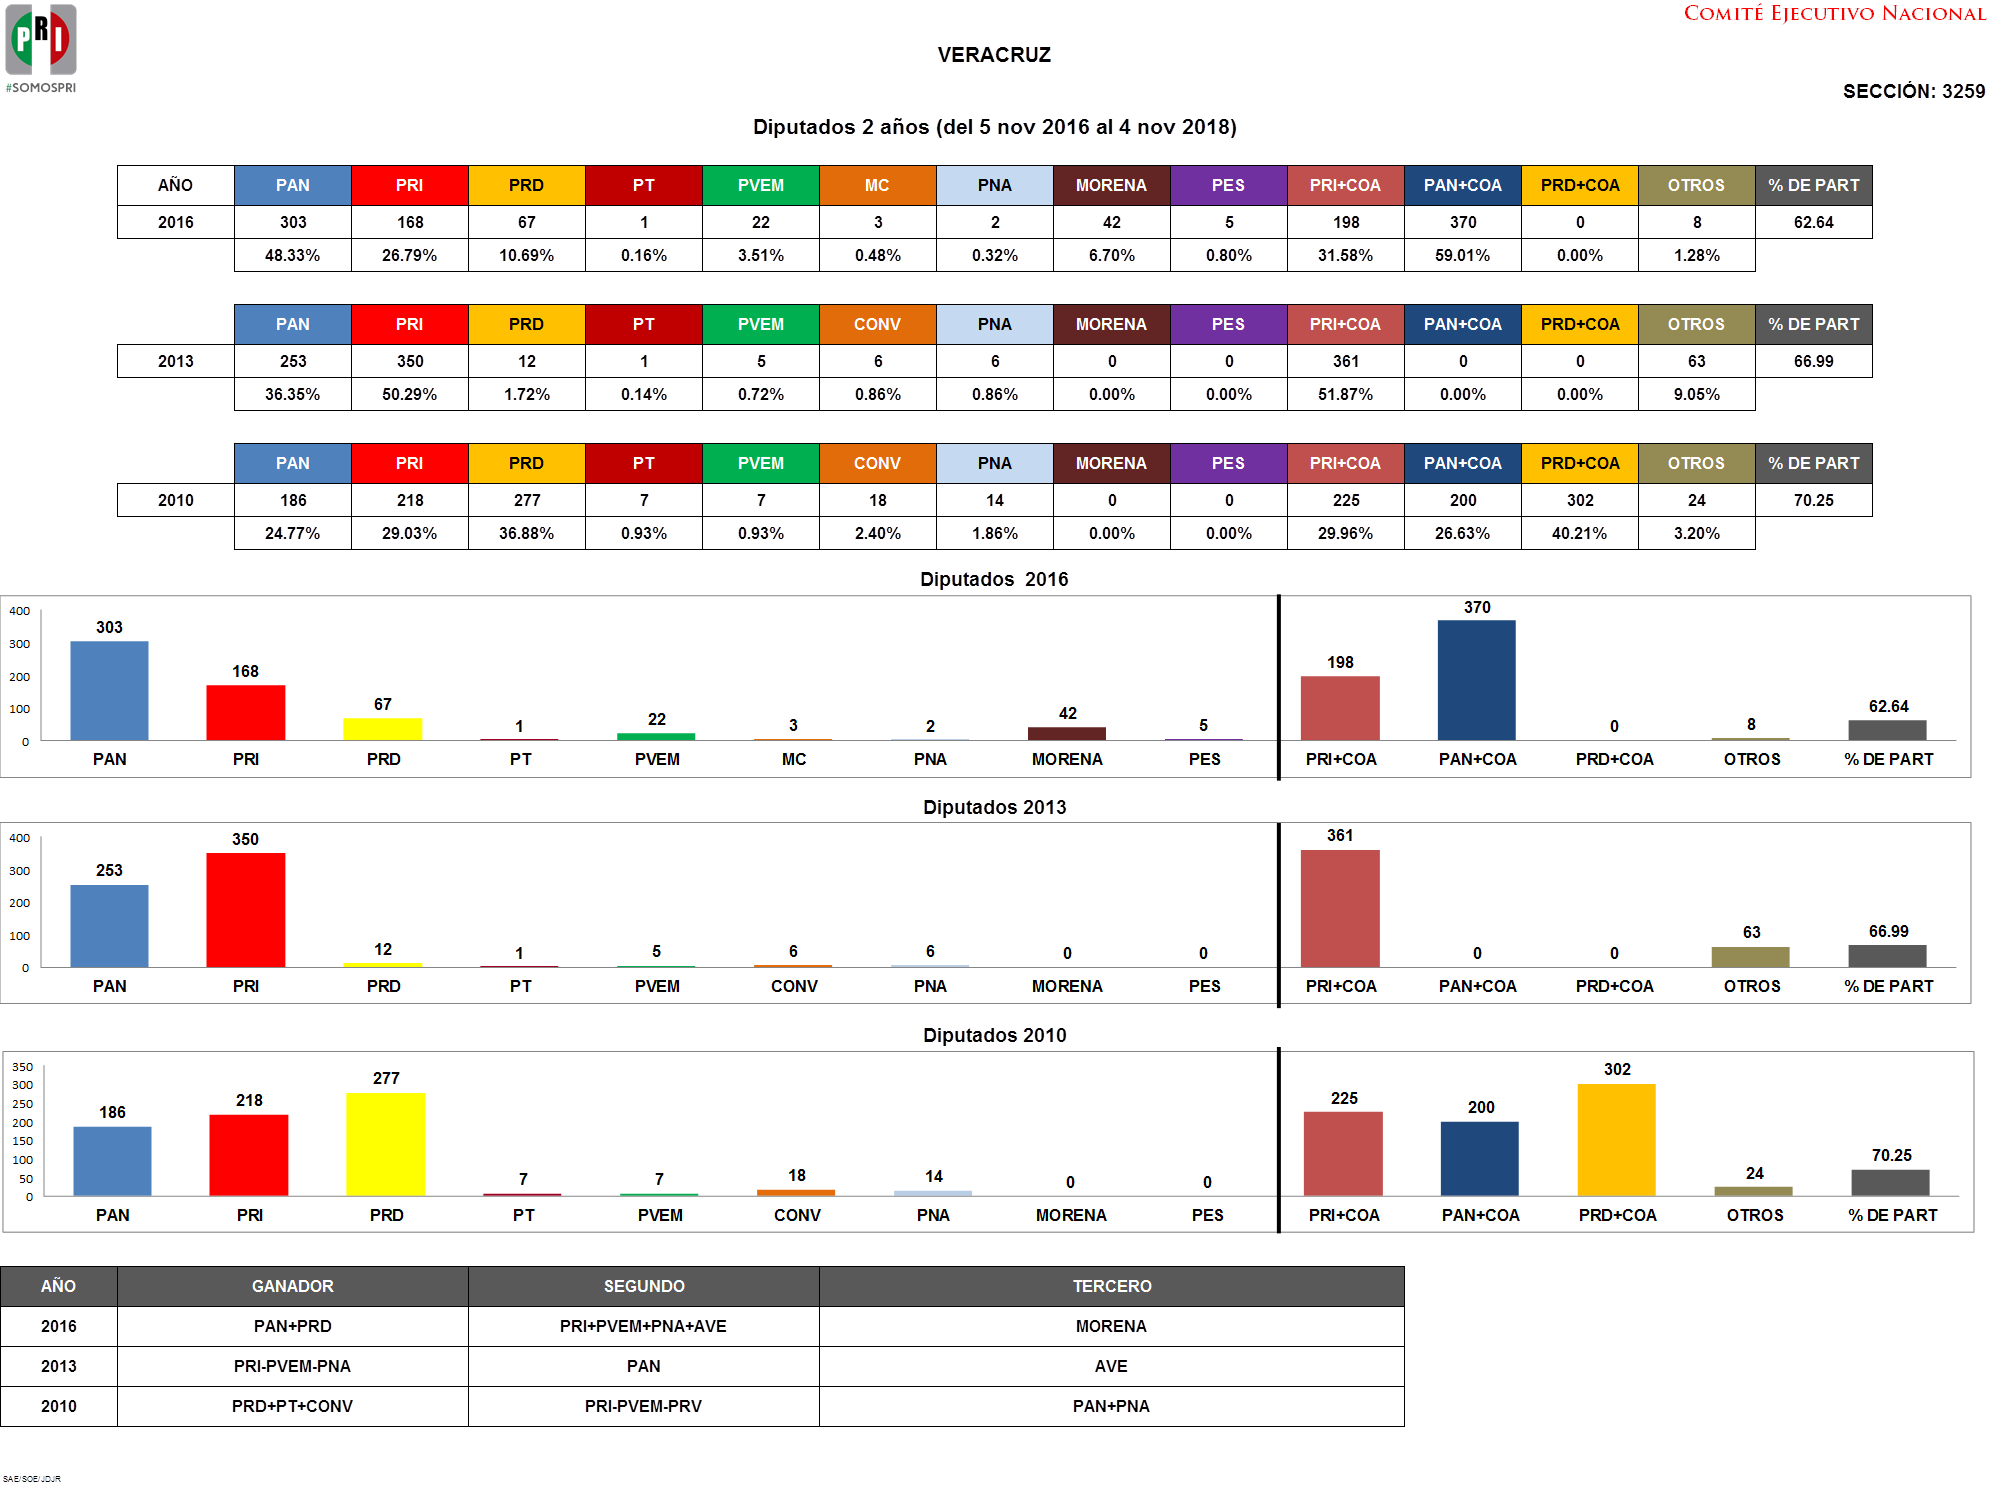 PRI
#SOMOSPRI
COMITÉ EJECUTIVO NACIONAL
VERACRUZ
SECCIÓN: 3259
Diputados 2 años (del 5 nov 2016 al 4 nov 2018)
AÑO PAN PRI PRD PT PVEM MC PNA MORENA PES PRI+COA PAN+COA PRD+COA OTROS % DE PART
2016 303 168 67 1 22 3 2 42 5 198 370 0 8 62.64
48.33% 26.79% 10.69% 0.16% 3.51% 0.48% 0.32% 6.70% 0.80% 31.58% 59.01% 0.00% 1.28%
PAN PRI PRD PT PVEM CONV PNA MORENA PES PRI+COA PAN+COA PRD+COA OTROS % DE PART
2013 253 350 12 1 5 6 6 0 0 361 0 0 63 66.99
36.35% 50.29% 1.72% 0.14% 0.72% 0.86% 0.86% 0.00% 0.00% 51.87% 0.00% 0.00% 9.05%
PAN PRI PRD PT PVEM CONV PNA MORENA PES PRI+COA PAN+COA PRD+COA OTROS % DE PART
2010 186 218 277 7 7 18 14 0 0 225 200 302 24 70.25
24.77% 29.03% 36.88% 0.93% 0.93% 2.40% 1.86% 0.00% 0.00% 29.96% 26.63% 40.21% 3.20%
Diputados 2016
400
300
200
100
0
303 168 67 1 22 3 2 42 5 198 370 0 8 62.64
PAN PRI PRD PT PVEM MC PNA MORENA PES PRI+COA PAN+COA PRD+COA OTROS % DE PART
Diputados 2013
400
300
200
100
0
253 350 12 1 5 6 6 0 0 361 0 0 63 66.99
PAN PRI PRD PT PVEM CONV PNA MORENA PES PRI+COA PAN+COA PRD+COA OTROS % DE PART
Diputados 2010
350
300
250
200
150
100
50
0
186 218 277 7 7 18 14 0 0 225 200 302 24 70.25
PAN PRI PRD PT PVEM CONV PNA MORENA PES PRI+COA PAN+COA PRD+COA OTROS % DE PART
AÑO GANADOR SEGUNDO TERCERO
2016 PAN+PRD PRI+PVEM+PNA+AVE MORENA
2013 PRI-PVEM-PNA PAN AVE
2010 PRD+PT+CONV PRI-PVEM-PRV PAN+PNA
SAE/SOE/JDJR